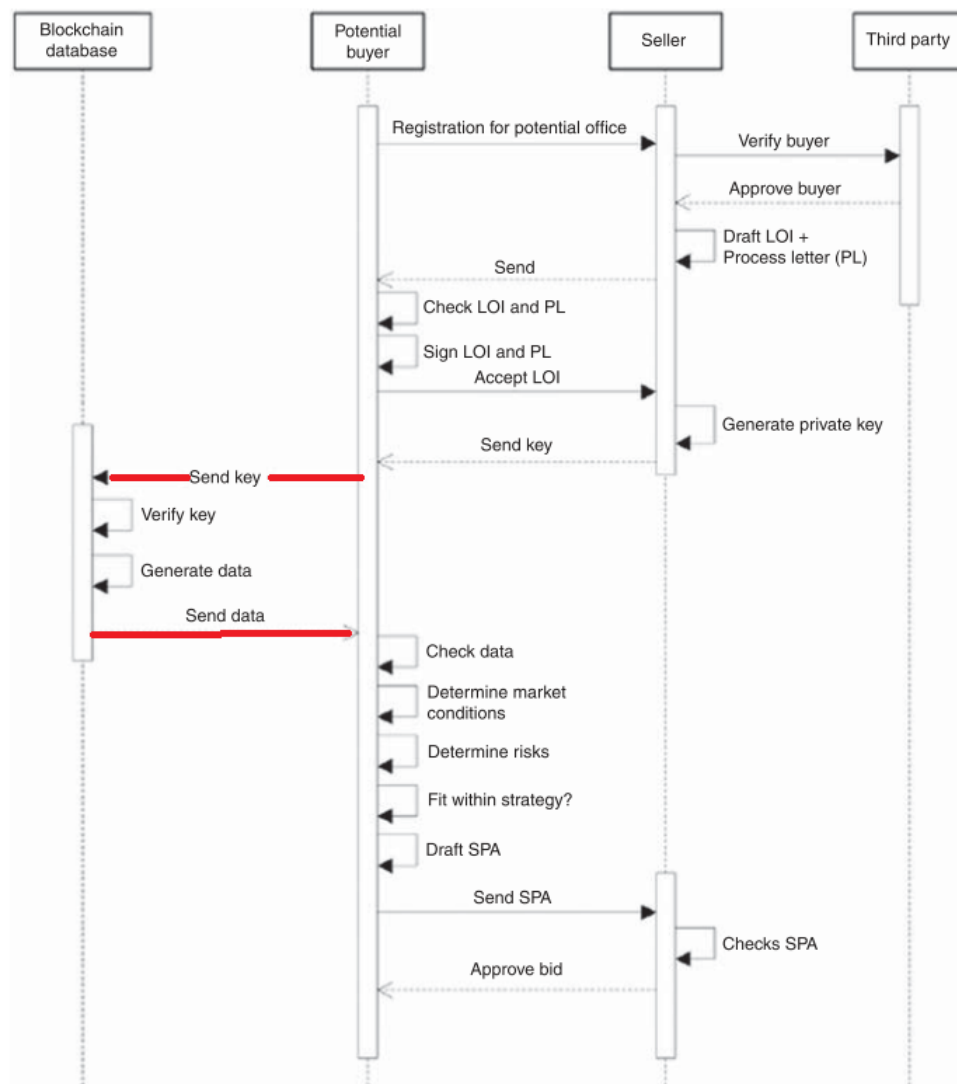 Blockchain
database
Potential
buyer
Seller
Third party
Registration for potential office
Verify buyer
Approve buyer
Draft LOI +
Process letter (PL)
Send
Check LOI and PL
Sign LOI and PL
Accept LOI
Generate private key
Send key
Send key
Verify key
Generate data
Send data
Check data
Determine market
conditions
Determine risks
Fit within strategy?
Draft SPA
Send SPA
Checks SPA
Approve bid